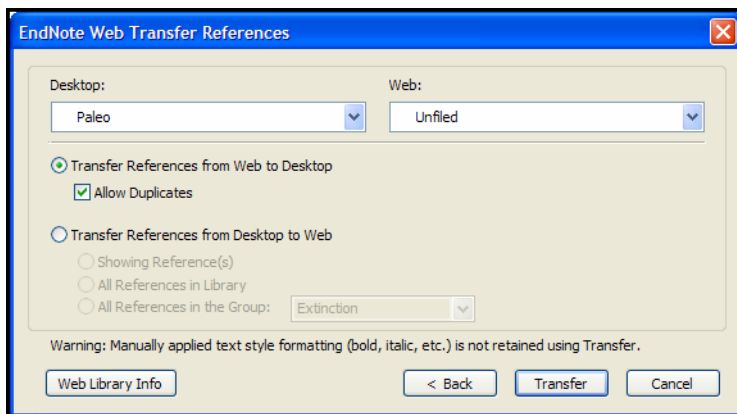 EndNote Web Transfer References
Desktop: Web:
Paleo Unfiled
Transfer References from Web to Desktop
Allow Duplicates
Transfer References from Desktop to Web
Showing Reference(s)
All References in Library
All References in the Group: Extinction
Warning: Manually applied text style formatting (bold, italic, etc.) is not retained using Transfer.
Web Library Info < Back Transfer Cancel